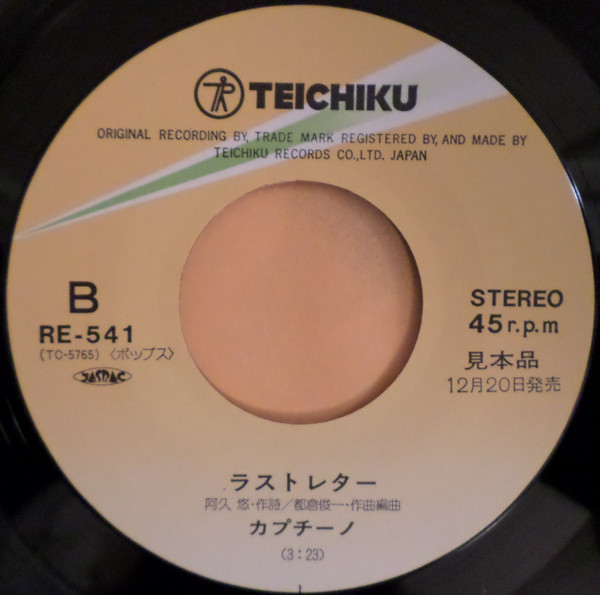 TEICHIKU
ORIGINAL RECORDING BY, TRADE MARK REGISTERED BY, AND MADE BY
TEICHIKU RECORDS CO.,LTD. JAPAN
B
RE-541
(TC-5765)〈ポップス〉
JASRAC
STEREO
45r.p.m
見本品
12月20日発売
ラストレター
阿久 悠・作詩/都倉俊一・作曲編曲
カプチーノ
(3:23)